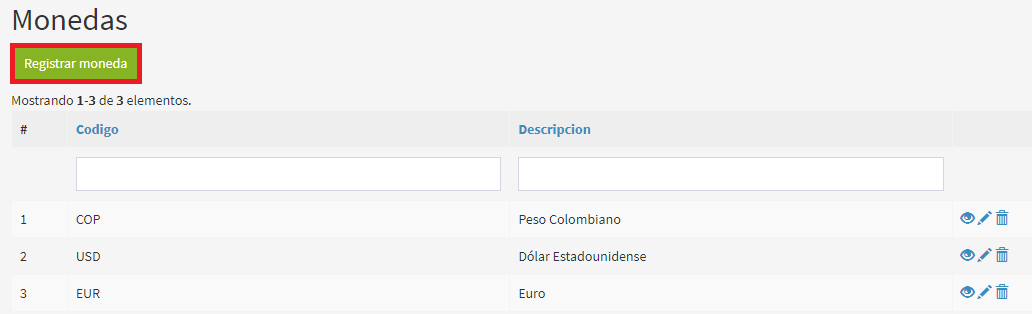 Monedas
Registrar moneda
Mostrando 1-3 de 3 elementos.
# Codigo Descripcion
1 COP Peso Colombiano
2 USD Dólar Estadounidense
3 EUR Euro